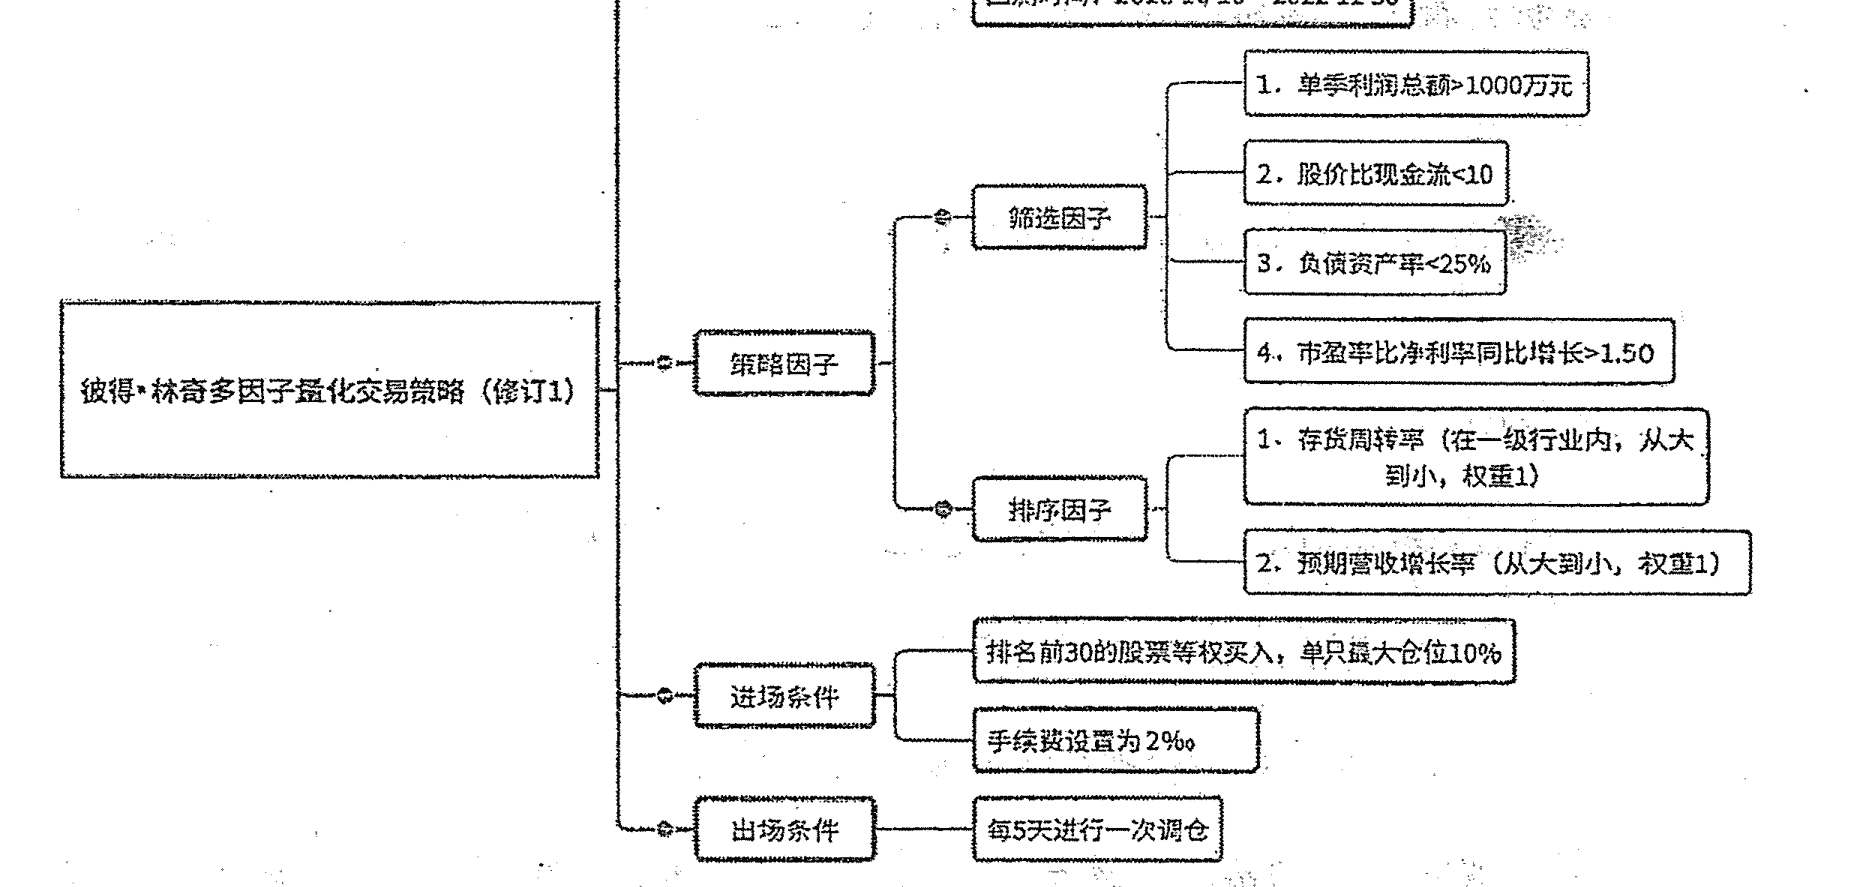 1. 单季利润总额>1000万元
2. 股价比现金流<10
筛选因子
3. 负债资产率<25%
4. 市盈率比净利率同比增长>1.50
策略因子
彼得·林奇多因子量化交易策略（修订1）
1、存货周转率（在一级行业内，从大
到小，权重1）
排序因子
2、预期营收增长率（从大到小，权重1）
排名前30的股票等权买入，单只最大仓位10%
进场条件
手续费设置为2‰
出场条件
每5天进行一次调仓